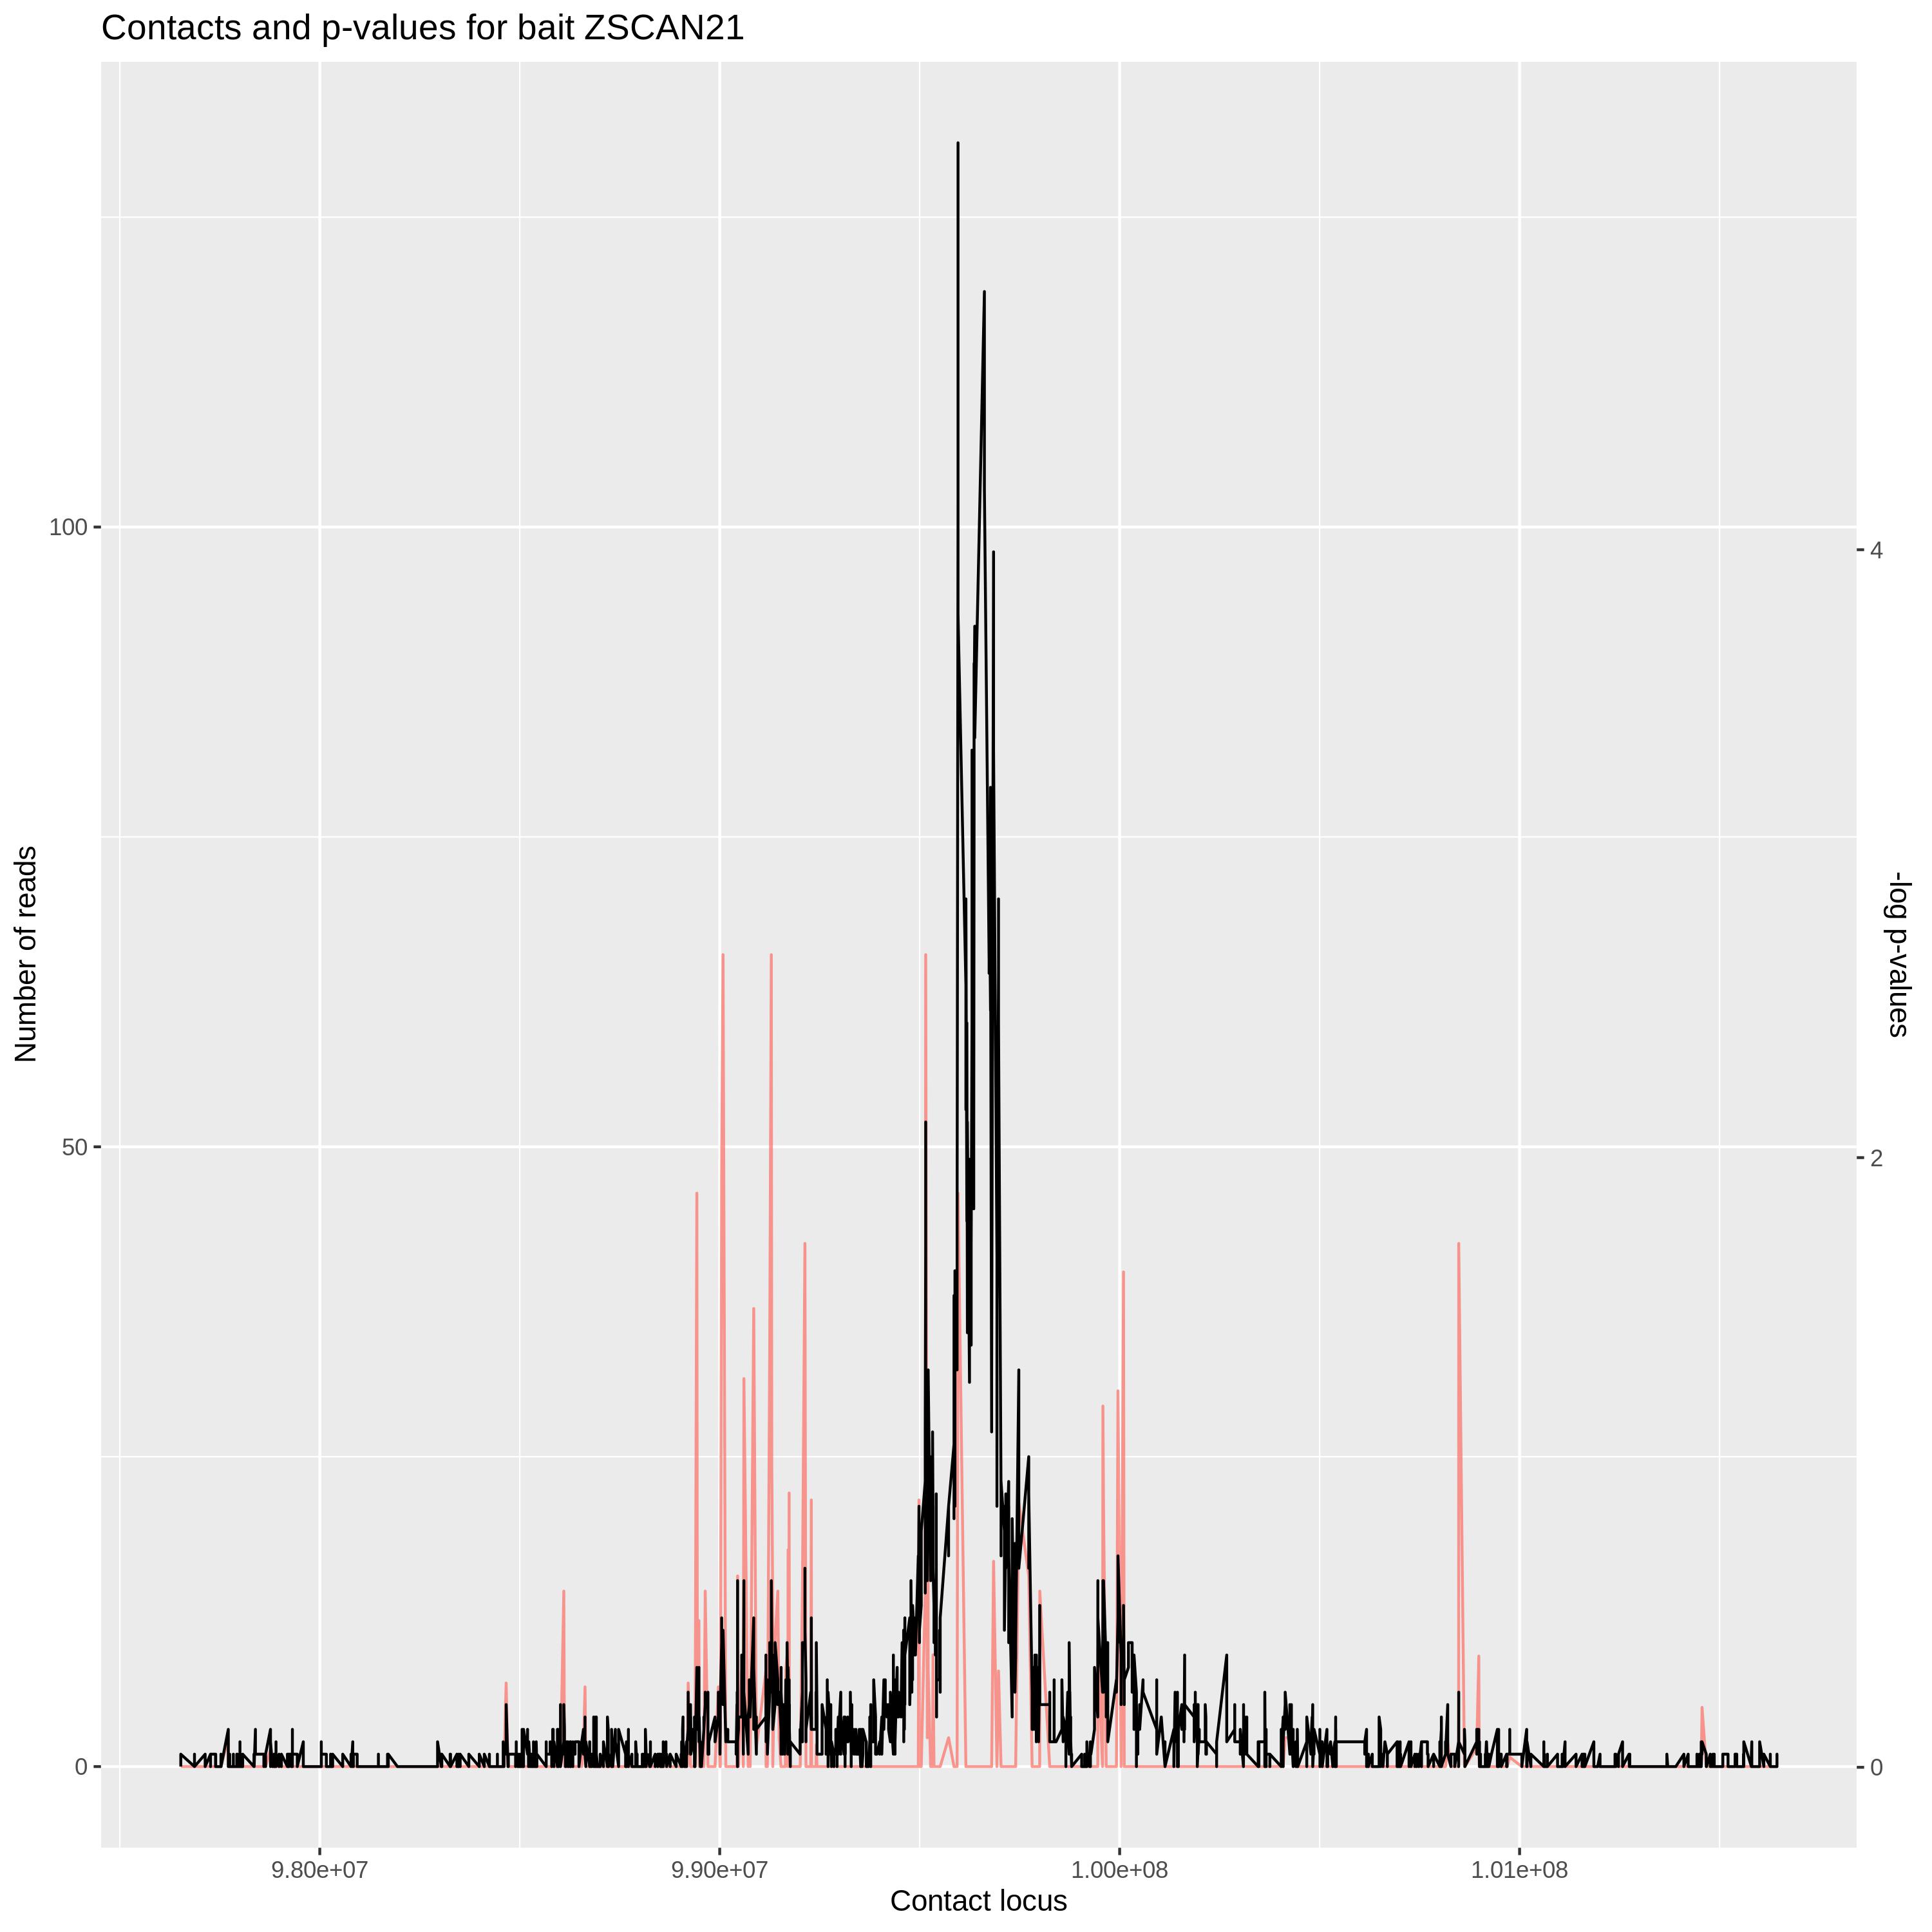 Contacts and p-values for bait ZSCAN21
Number of reads
100
50
0
4
2
0
-log p-values
9.80e+07 9.90e+07 1.00e+08 1.01e+08
Contact locus